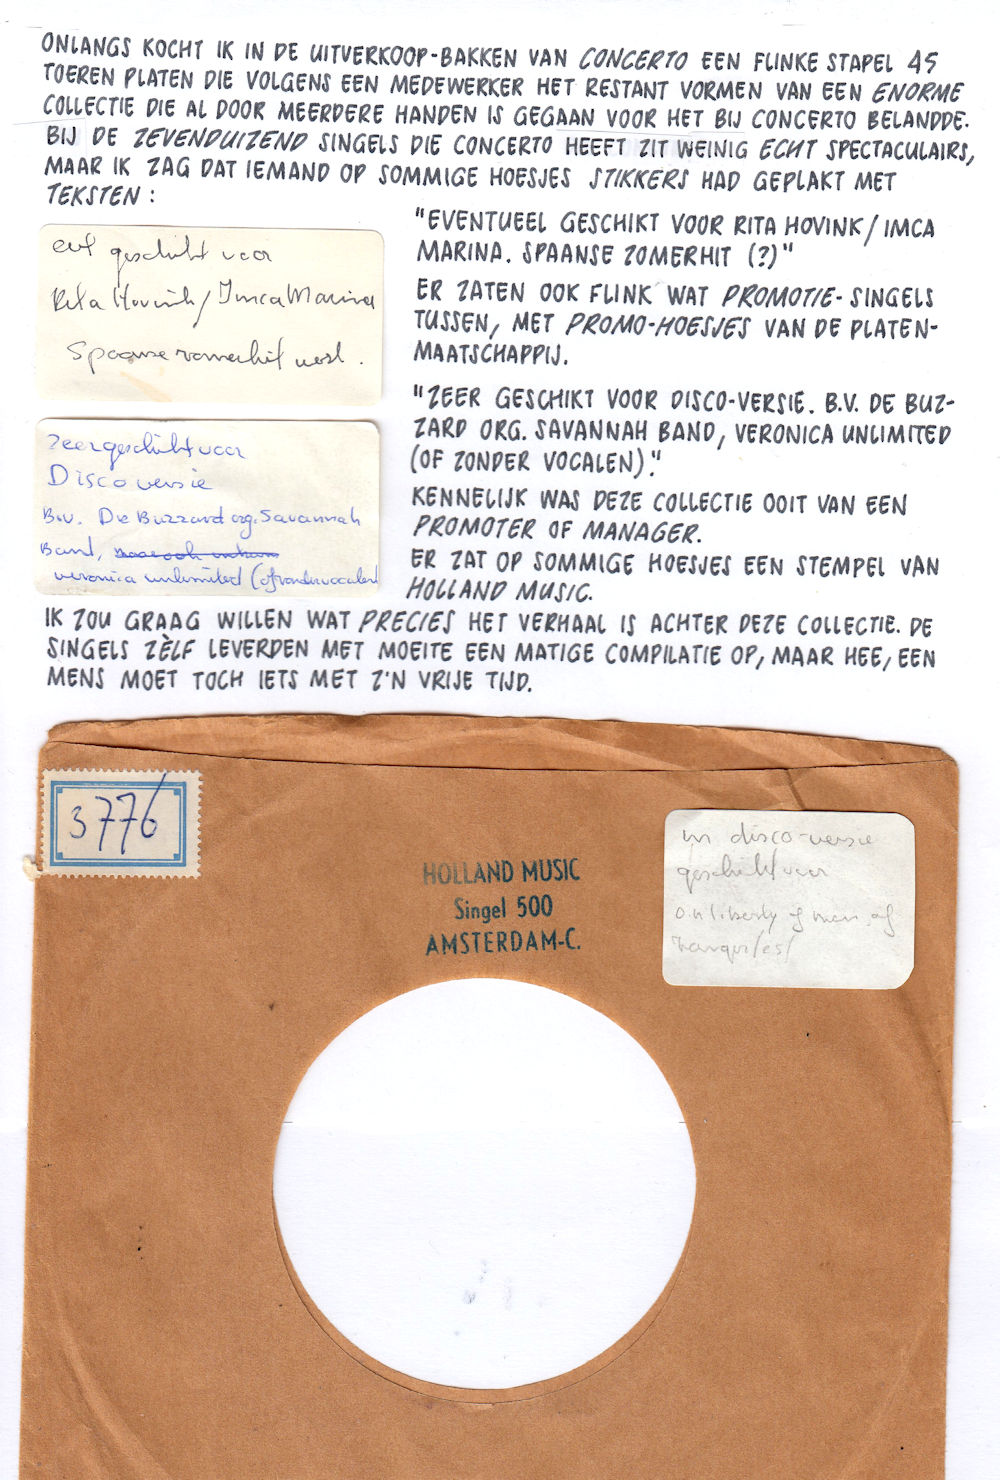 ONLANGS KOCHT IK IN DE UITVERKOOP-BAKKEN VAN CONCERTO EEN FLINKE STAPEL 45
TOEREN PLATEN DIE VOLGENS EEN MEDEWERKER HET RESTANT VORMEN VAN EEN ENORME
COLLECTIE DIE AL DOOR MEERDERE HANDEN IS GEGAAN VOOR HET BIJ CONCERTO BELANDDE.
BIJ DE ZEVENDUIZEND SINGELS DIE CONCERTO HEEFT ZIT WEINIG ECHT SPECTACULAIRS,
MAAR IK ZAG DAT IEMAND OP SOMMIGE HOESJES STIKKERS HAD GEPLAKT MET
TEKSTEN:
evt geschikt voor
Rita Hovink/Imca Marina
Spaanse zomerhit
"EVENTUEEL GESCHIKT VOOR RITA HOVINK/IMCA
MARINA. SPAANSE ZOMERHIT (?)"
ER ZATEN OOK FLINK WAT PROMOTIE-SINGELS
TUSSEN, MET PROMO-HOESJES VAN DE PLATEN-
MAATSCHAPPIJ.
Zeer geschikt voor
Disco versie
B.v. De Buzzard org. Savannah
Band,
veronica unlimited (of zonder vocalen
"ZEER GESCHIKT VOOR DISCO-VERSIE. B.V. DE BUZ-
ZARD ORG. SAVANNAH BAND, VERONICA UNLIMITED
(OF ZONDER VOCALEN)."
KENNELIJK WAS DEZE COLLECTIE OOIT VAN EEN
PROMOTER OF MANAGER.
ER ZAT OP SOMMIGE HOESJES EEN STEMPEL VAN
HOLLAND MUSIC.
IK ZOU GRAAG WILLEN WAT PRECIES HET VERHAAL IS ACHTER DEZE COLLECTIE. DE
SINGELS ZÈLF LEVERDEN MET MOEITE EEN MATIGE COMPILATIE OP, MAAR HEE, EEN
MENS MOET TOCH IETS MET Z'N VRIJE TIJD.
3776
HOLLAND MUSIC
Singel 500
AMSTERDAM-C.
in disco-versie
geschikt voor